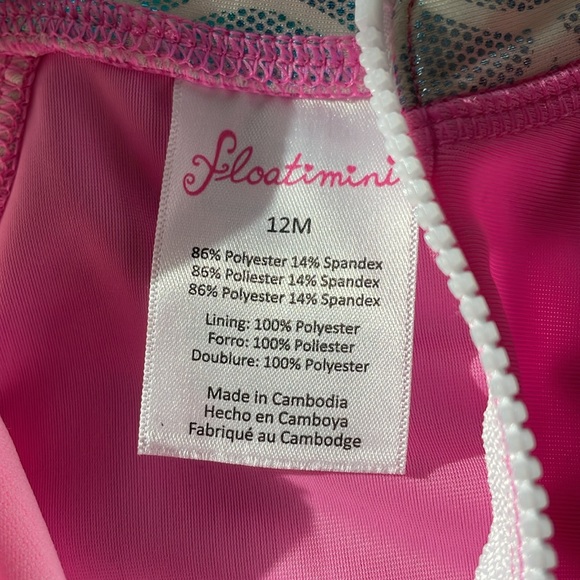 floatimini
12M
86% Polyester 14% Spandex
86% Poliester 14% Spandex
86% Polyester 14% Spandex
Lining: 100% Polyester
Forro: 100% Poliester
Doublure: 100% Polyester
Made in Cambodia
Hecho en Camboya
Fabriqué au Cambodge